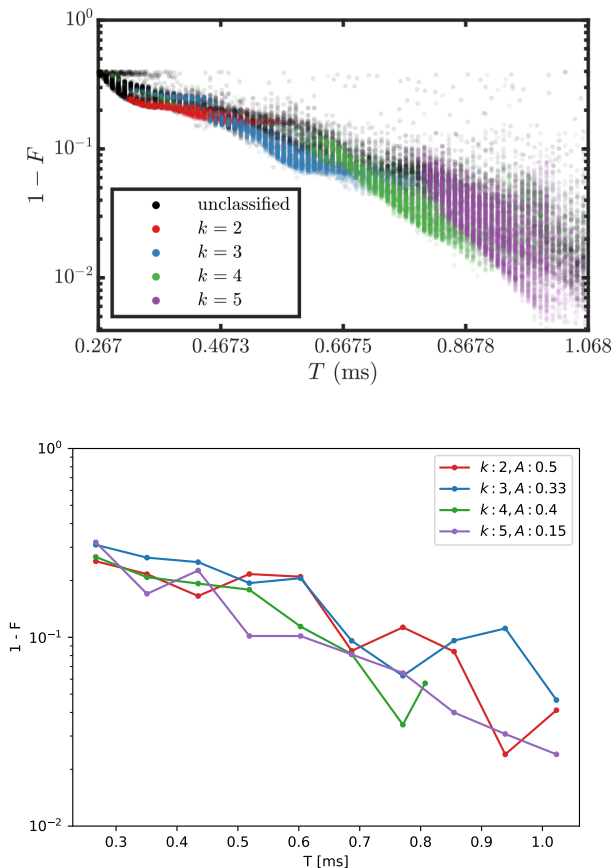 10^0
10^{-1}
10^{-2}
1 − F
unclassified
k = 2
k = 3
k = 4
k = 5
0.267 0.4673 0.6675 0.8678 1.068
T (ms)
10^0
10^{-1}
10^{-2}
1 - F
k : 2, A : 0.5
k : 3, A : 0.33
k : 4, A : 0.4
k : 5, A : 0.15
0.3 0.4 0.5 0.6 0.7 0.8 0.9 1.0
T [ms]